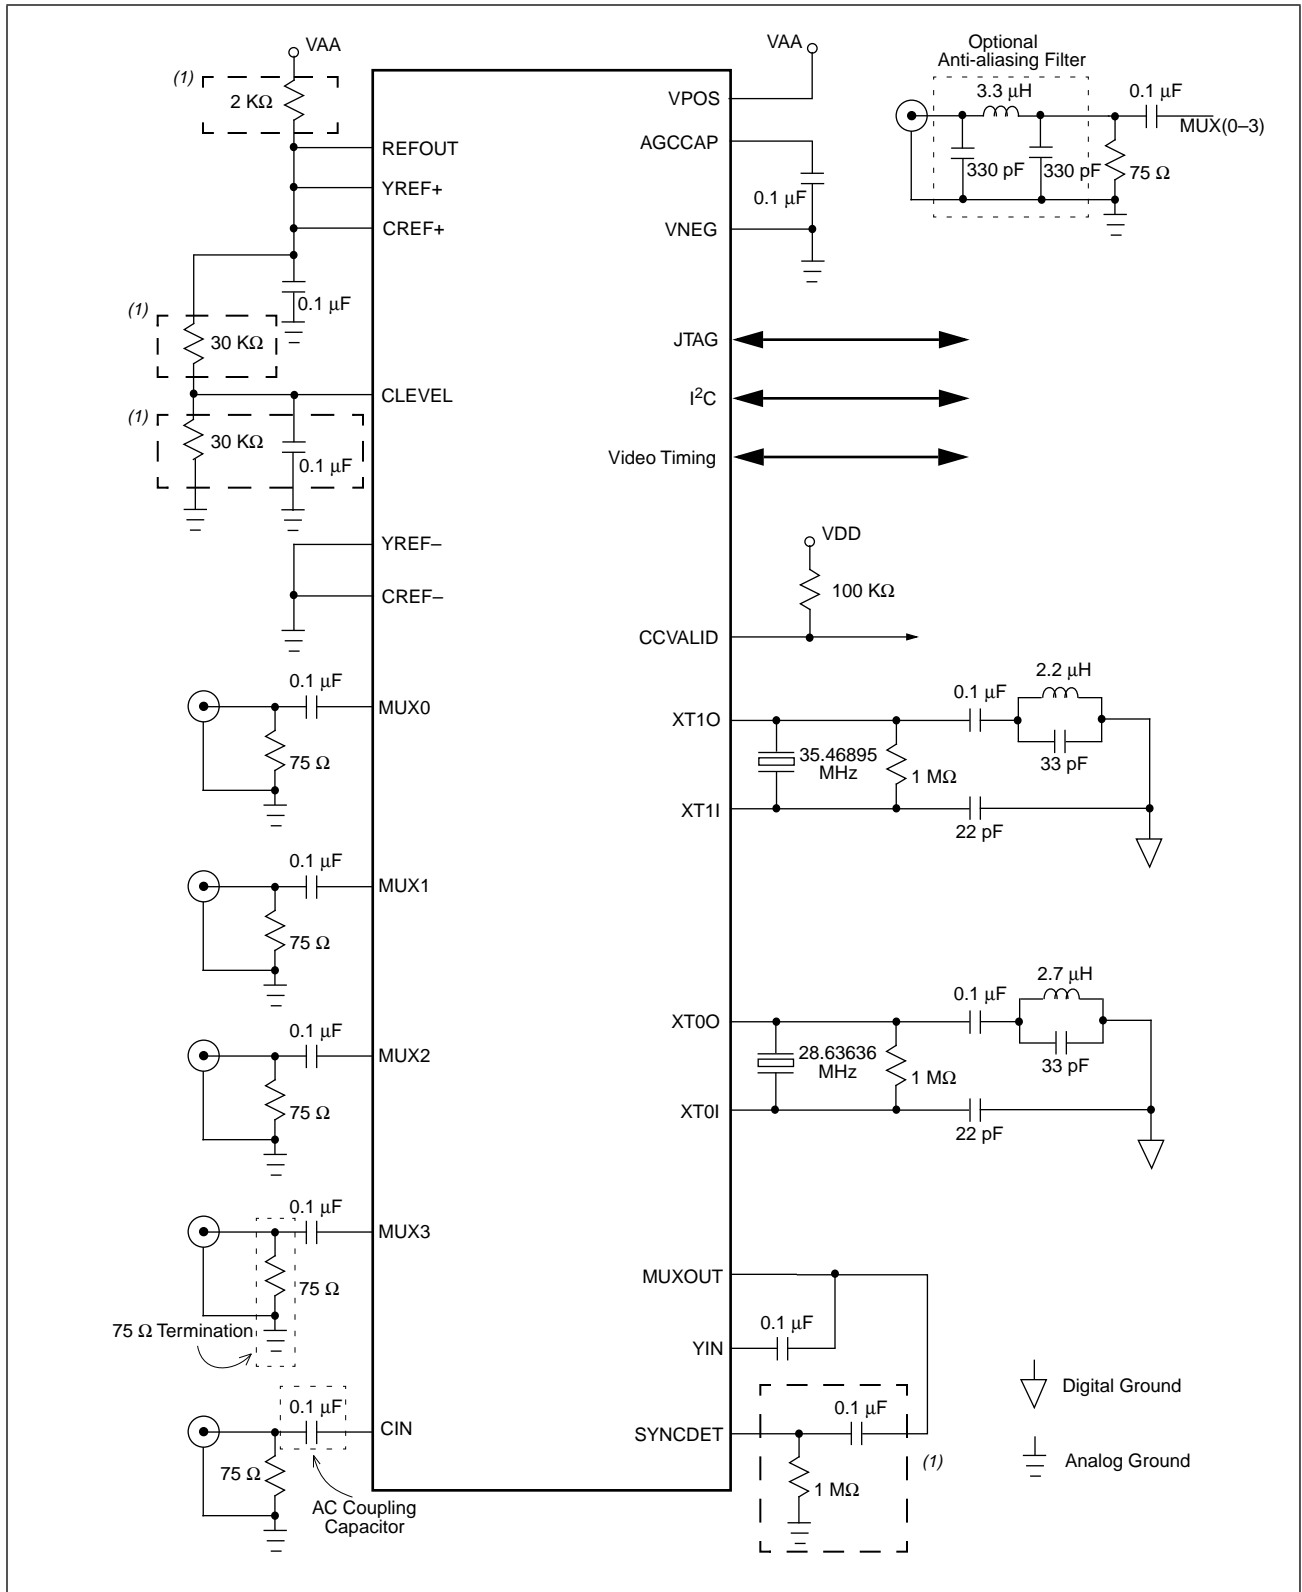 VAA
(1)
2 KΩ
REFOUT
YREF+
CREF+
0.1 μF
(1)
30 KΩ
CLEVEL
(1)
30 KΩ
0.1 μF
YREF–
CREF–
0.1 μF
MUX0
75 Ω
0.1 μF
MUX1
75 Ω
0.1 μF
MUX2
75 Ω
0.1 μF
MUX3
75 Ω
75 Ω Termination
0.1 μF
CIN
75 Ω
AC Coupling
Capacitor
VAA
VPOS
AGCCAP
0.1 μF
VNEG
Optional
Anti-aliasing Filter
3.3 μH
0.1 μF
MUX(0–3)
330 pF
330 pF
75 Ω
JTAG
I²C
Video Timing
VDD
100 KΩ
CCVALID
2.2 μH
0.1 μF
XT1O
33 pF
35.46895
MHz
1 MΩ
XT1I
22 pF
2.7 μH
0.1 μF
XT0O
33 pF
28.63636
MHz
1 MΩ
XT0I
22 pF
MUXOUT
0.1 μF
YIN
0.1 μF
SYNCDET
(1)
1 MΩ
Digital Ground
Analog Ground